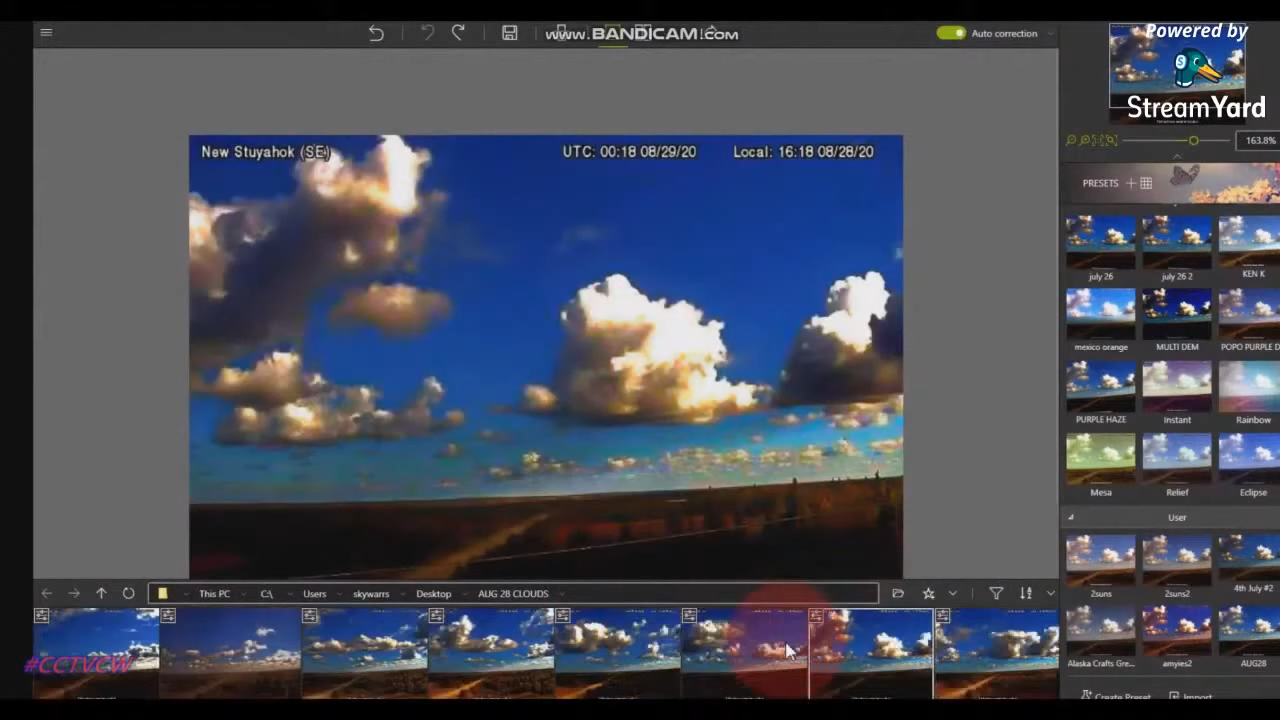 www.BANDICAM.com
Auto correction
Powered by
StreamYard
163.8%
New Stuyahok (SE)
UTC: 00:18 08/29/20
Local: 16:18 08/28/20
PRESETS
july 26
july 26 2
KEN K
mexico orange
MULTI DEM
POPO PURPLE D
PURPLE HAZE
Instant
Rainbow
Mesa
Relief
Eclipse
User
2suns
2suns2
4th July #2
Alaska Crafts Gre...
amyies2
AUG28
Create Preset
Import
This PC
C:\
Users
skywarrs
Desktop
AUG 28 CLOUDS
#CCTVCW